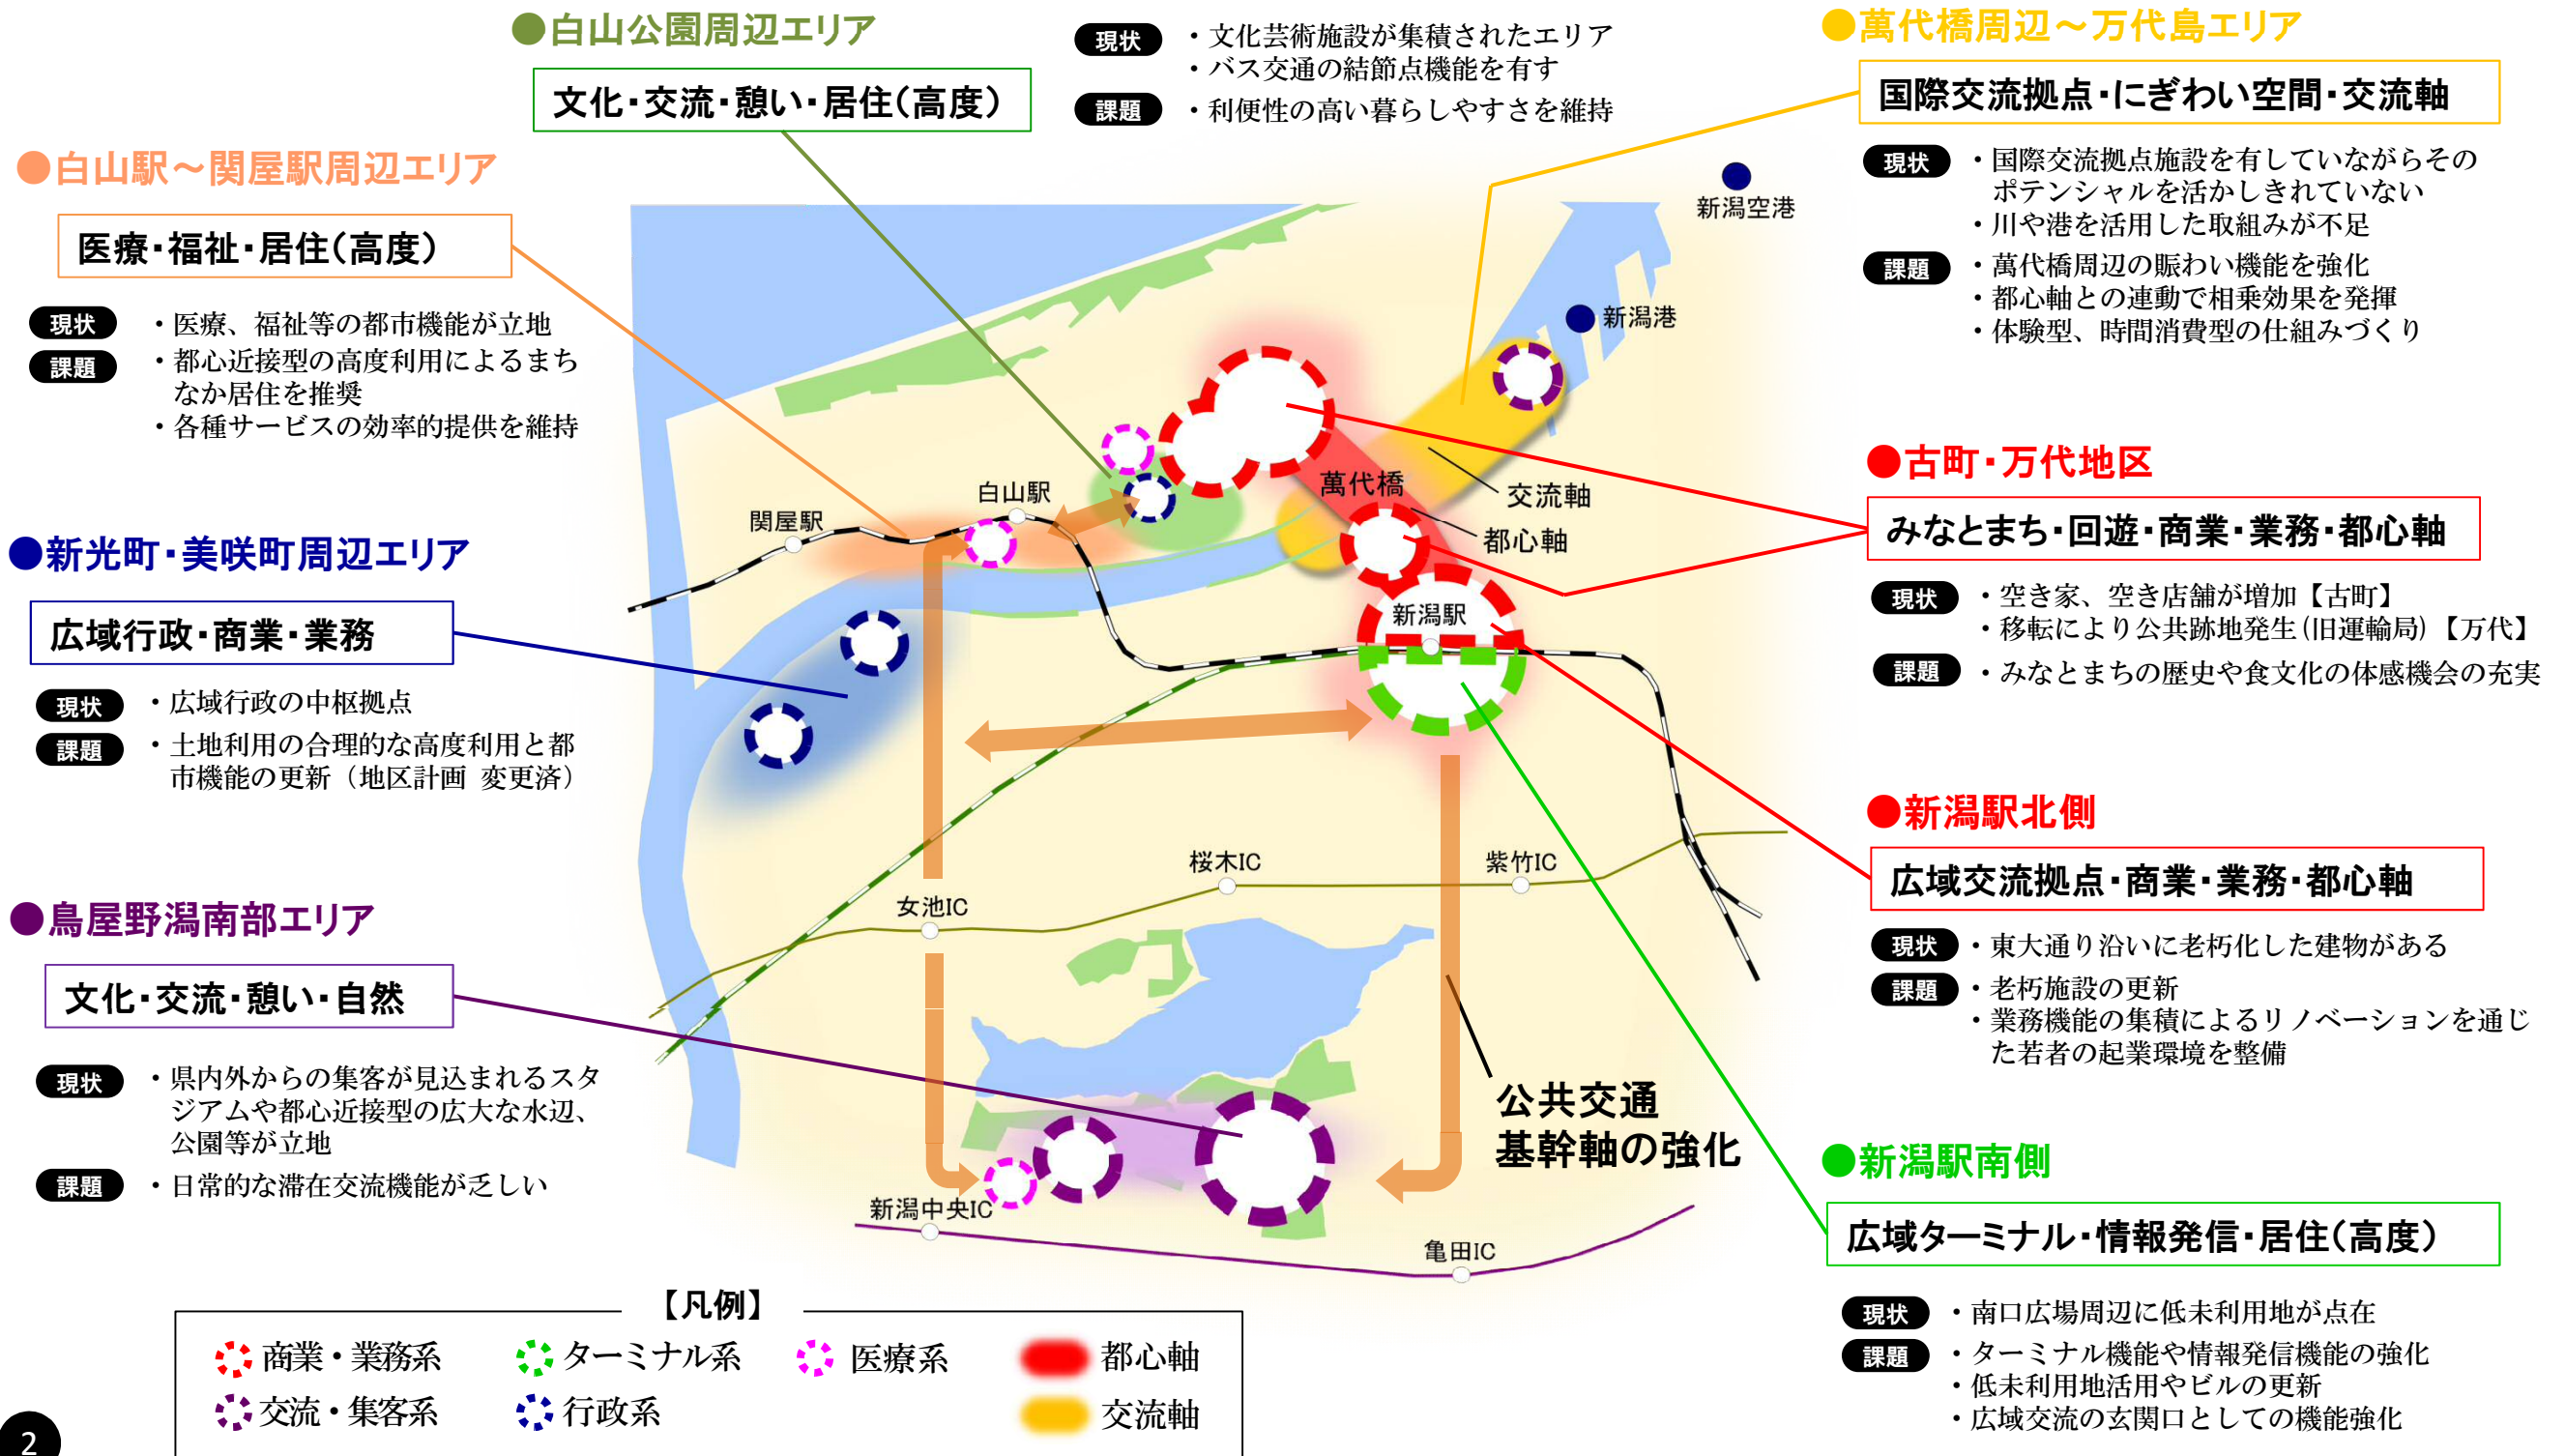 ●白山公園周辺エリア
文化・交流・憩い・居住(高度)
現状 ・文化芸術施設が集積されたエリア
・バス交通の結節点機能を有す
課題 ・利便性の高い暮らしやすさを維持
●萬代橋周辺～万代島エリア
国際交流拠点・にぎわい空間・交流軸
現状 ・国際交流拠点施設を有していながらその
ポテンシャルを活かしきれていない
・川や港を活用した取組みが不足
課題 ・萬代橋周辺の賑わい機能を強化
・都心軸との連動で相乗効果を発揮
・体験型、時間消費型の仕組みづくり
●白山駅～関屋駅周辺エリア
医療・福祉・居住(高度)
現状 ・医療、福祉等の都市機能が立地
課題 ・都心近接型の高度利用によるまち
なか居住を推奨
・各種サービスの効率的提供を維持
●古町・万代地区
みなとまち・回遊・商業・業務・都心軸
現状 ・空き家、空き店舗が増加【古町】
・移転により公共跡地発生(旧運輸局)【万代】
課題 ・みなとまちの歴史や食文化の体感機会の充実
●新光町・美咲町周辺エリア
広域行政・商業・業務
現状 ・広域行政の中枢拠点
課題 ・土地利用の合理的な高度利用と都
市機能の更新（地区計画 変更済）
●新潟駅北側
広域交流拠点・商業・業務・都心軸
現状 ・東大通り沿いに老朽化した建物がある
課題 ・老朽施設の更新
・業務機能の集積によるリノベーションを通じ
た若者の起業環境を整備
●鳥屋野潟南部エリア
文化・交流・憩い・自然
現状 ・県内外からの集客が見込まれるスタ
ジアムや都心近接型の広大な水辺、
公園等が立地
課題 ・日常的な滞在交流機能が乏しい
●新潟駅南側
広域ターミナル・情報発信・居住(高度)
現状 ・南口広場周辺に低未利用地が点在
課題 ・ターミナル機能や情報発信機能の強化
・低未利用地活用やビルの更新
・広域交流の玄関口としての機能強化
新潟空港
新潟港
萬代橋
交流軸
都心軸
白山駅
関屋駅
新潟駅
桜木IC
紫竹IC
女池IC
公共交通
基幹軸の強化
新潟中央IC
亀田IC
【凡例】
商業・業務系
ターミナル系
医療系
都心軸
交流・集客系
行政系
交流軸
2